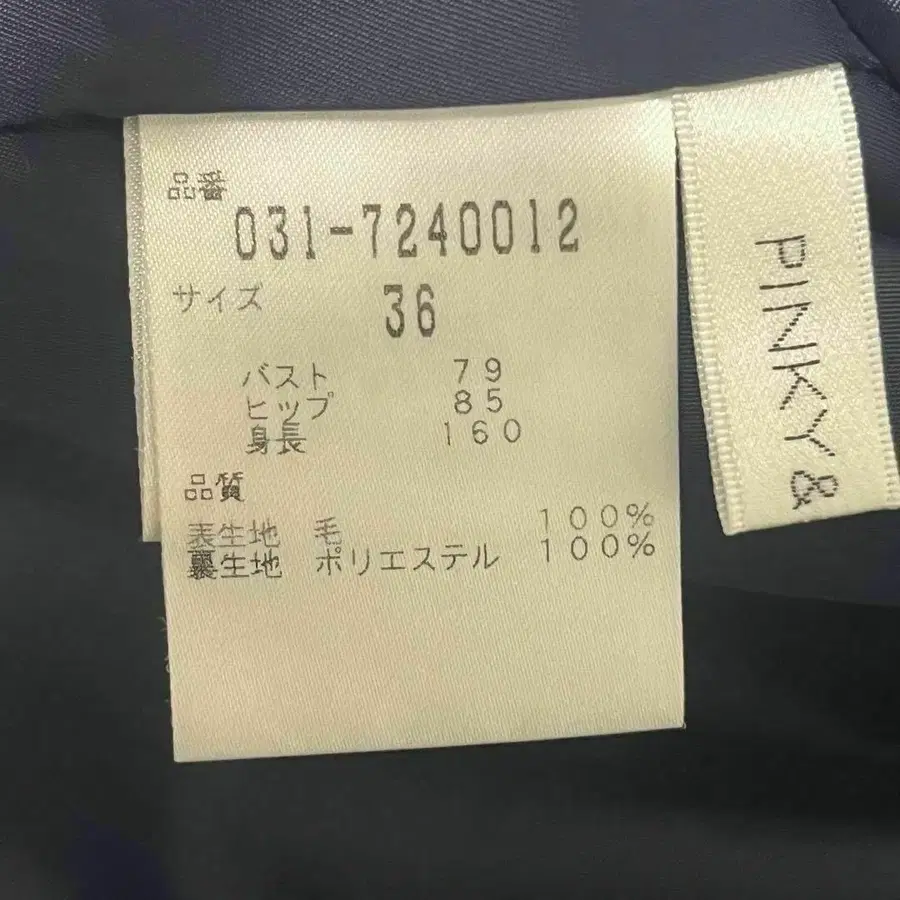 品番
031-7240012
サイズ 36
バスト 79
ヒップ 85
身長 160
品質
表生地 毛 100%
裏生地 ポリエステル 100%
PINKY &